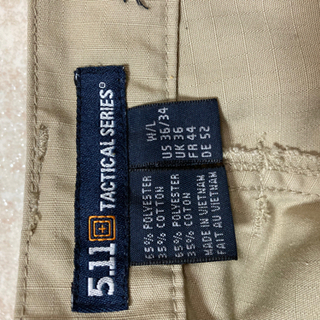 5.11 TACTICAL SERIES®
W/L
US 36/34
UK 36
FR 44
DE 52
65% POLYESTER
35% COTTON
65% POLYESTER
35% COTON
MADE IN VIETNAM
FAIT AU VIETNAM